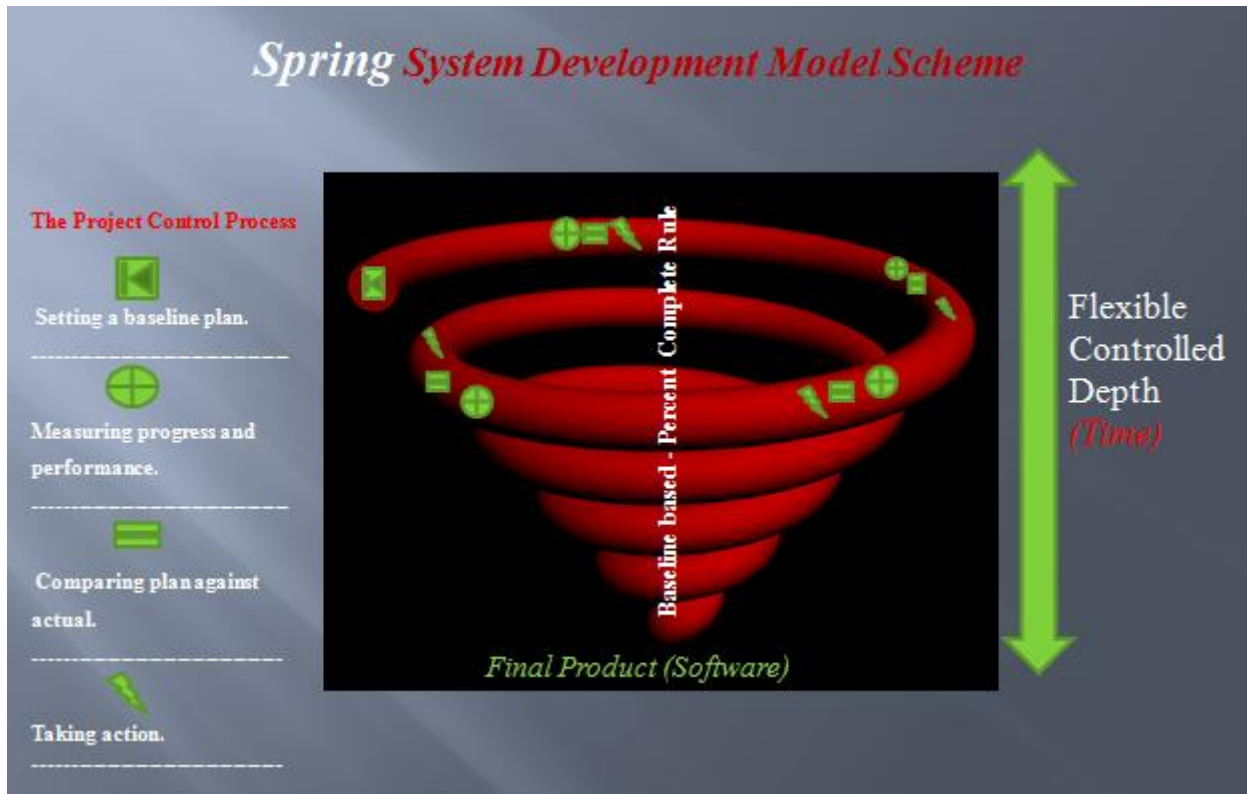 Spring System Development Model Scheme
The Project Control Process
Setting a baseline plan.
Measuring progress and
performance.
Comparing plan against
actual.
Taking action.
Baseline based - Percent Complete Rule
Final Product (Software)
Flexible
Controlled
Depth
(Time)